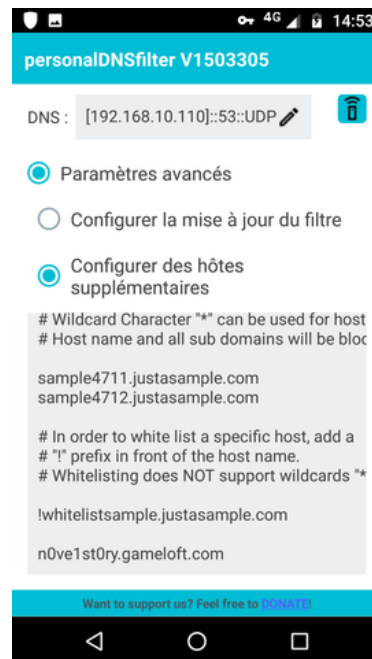 4G 14:53
personalDNSfilter V1503305
DNS : [192.168.10.110]::53::UDP
Paramètres avancés
Configurer la mise à jour du filtre
Configurer des hôtes
supplémentaires
# Wildcard Character "*" can be used for host
# Host name and all sub domains will be bloc
sample4711.justasample.com
sample4712.justasample.com
# In order to white list a specific host, add a
# "!" prefix in front of the host name.
# Whitelisting does NOT support wildcards "*
!whitelistsample.justasample.com
n0ve1st0ry.gameloft.com
Want to support us? Feel free to DONATE!